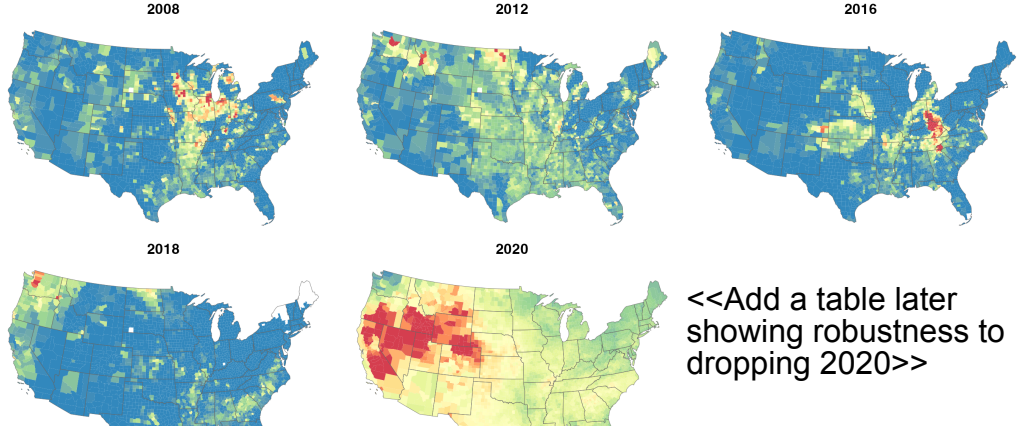 2008
2012
2016
2018
2020
<<Add a table later
showing robustness to
dropping 2020>>